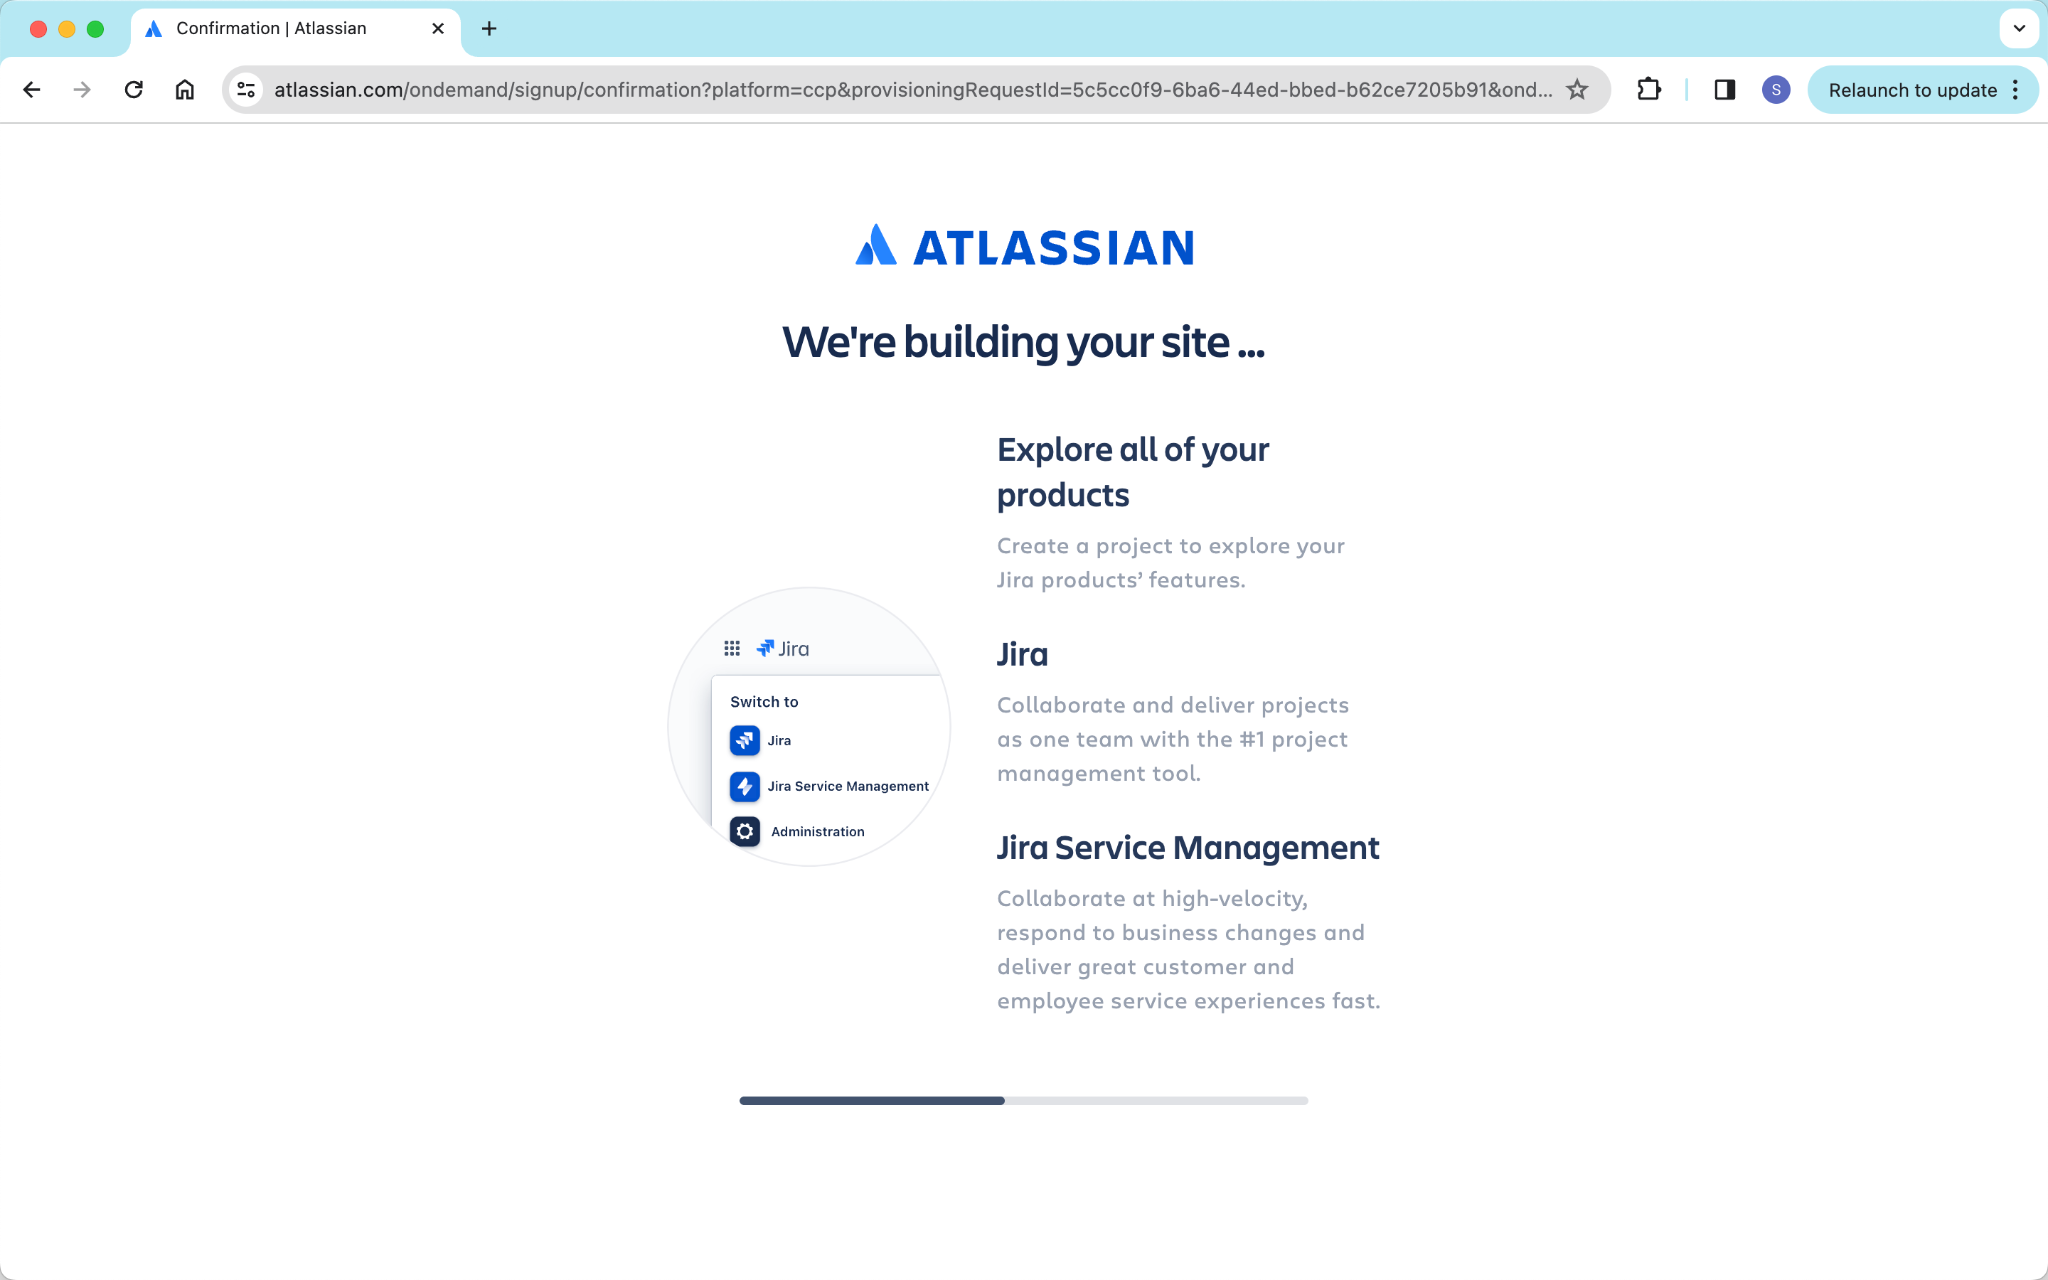 Confirmation | Atlassian
atlassian.com/ondemand/signup/confirmation?platform=ccp&provisioningRequestId=5c5cc0f9-6ba6-44ed-bbed-b62ce7205b91&ond...
S
Relaunch to update
ATLASSIAN
We're building your site ...
Explore all of your
products
Create a project to explore your
Jira products’ features.
Jira
Switch to
Jira
Jira Service Management
Administration
Jira
Collaborate and deliver projects
as one team with the #1 project
management tool.
Jira Service Management
Collaborate at high-velocity,
respond to business changes and
deliver great customer and
employee service experiences fast.